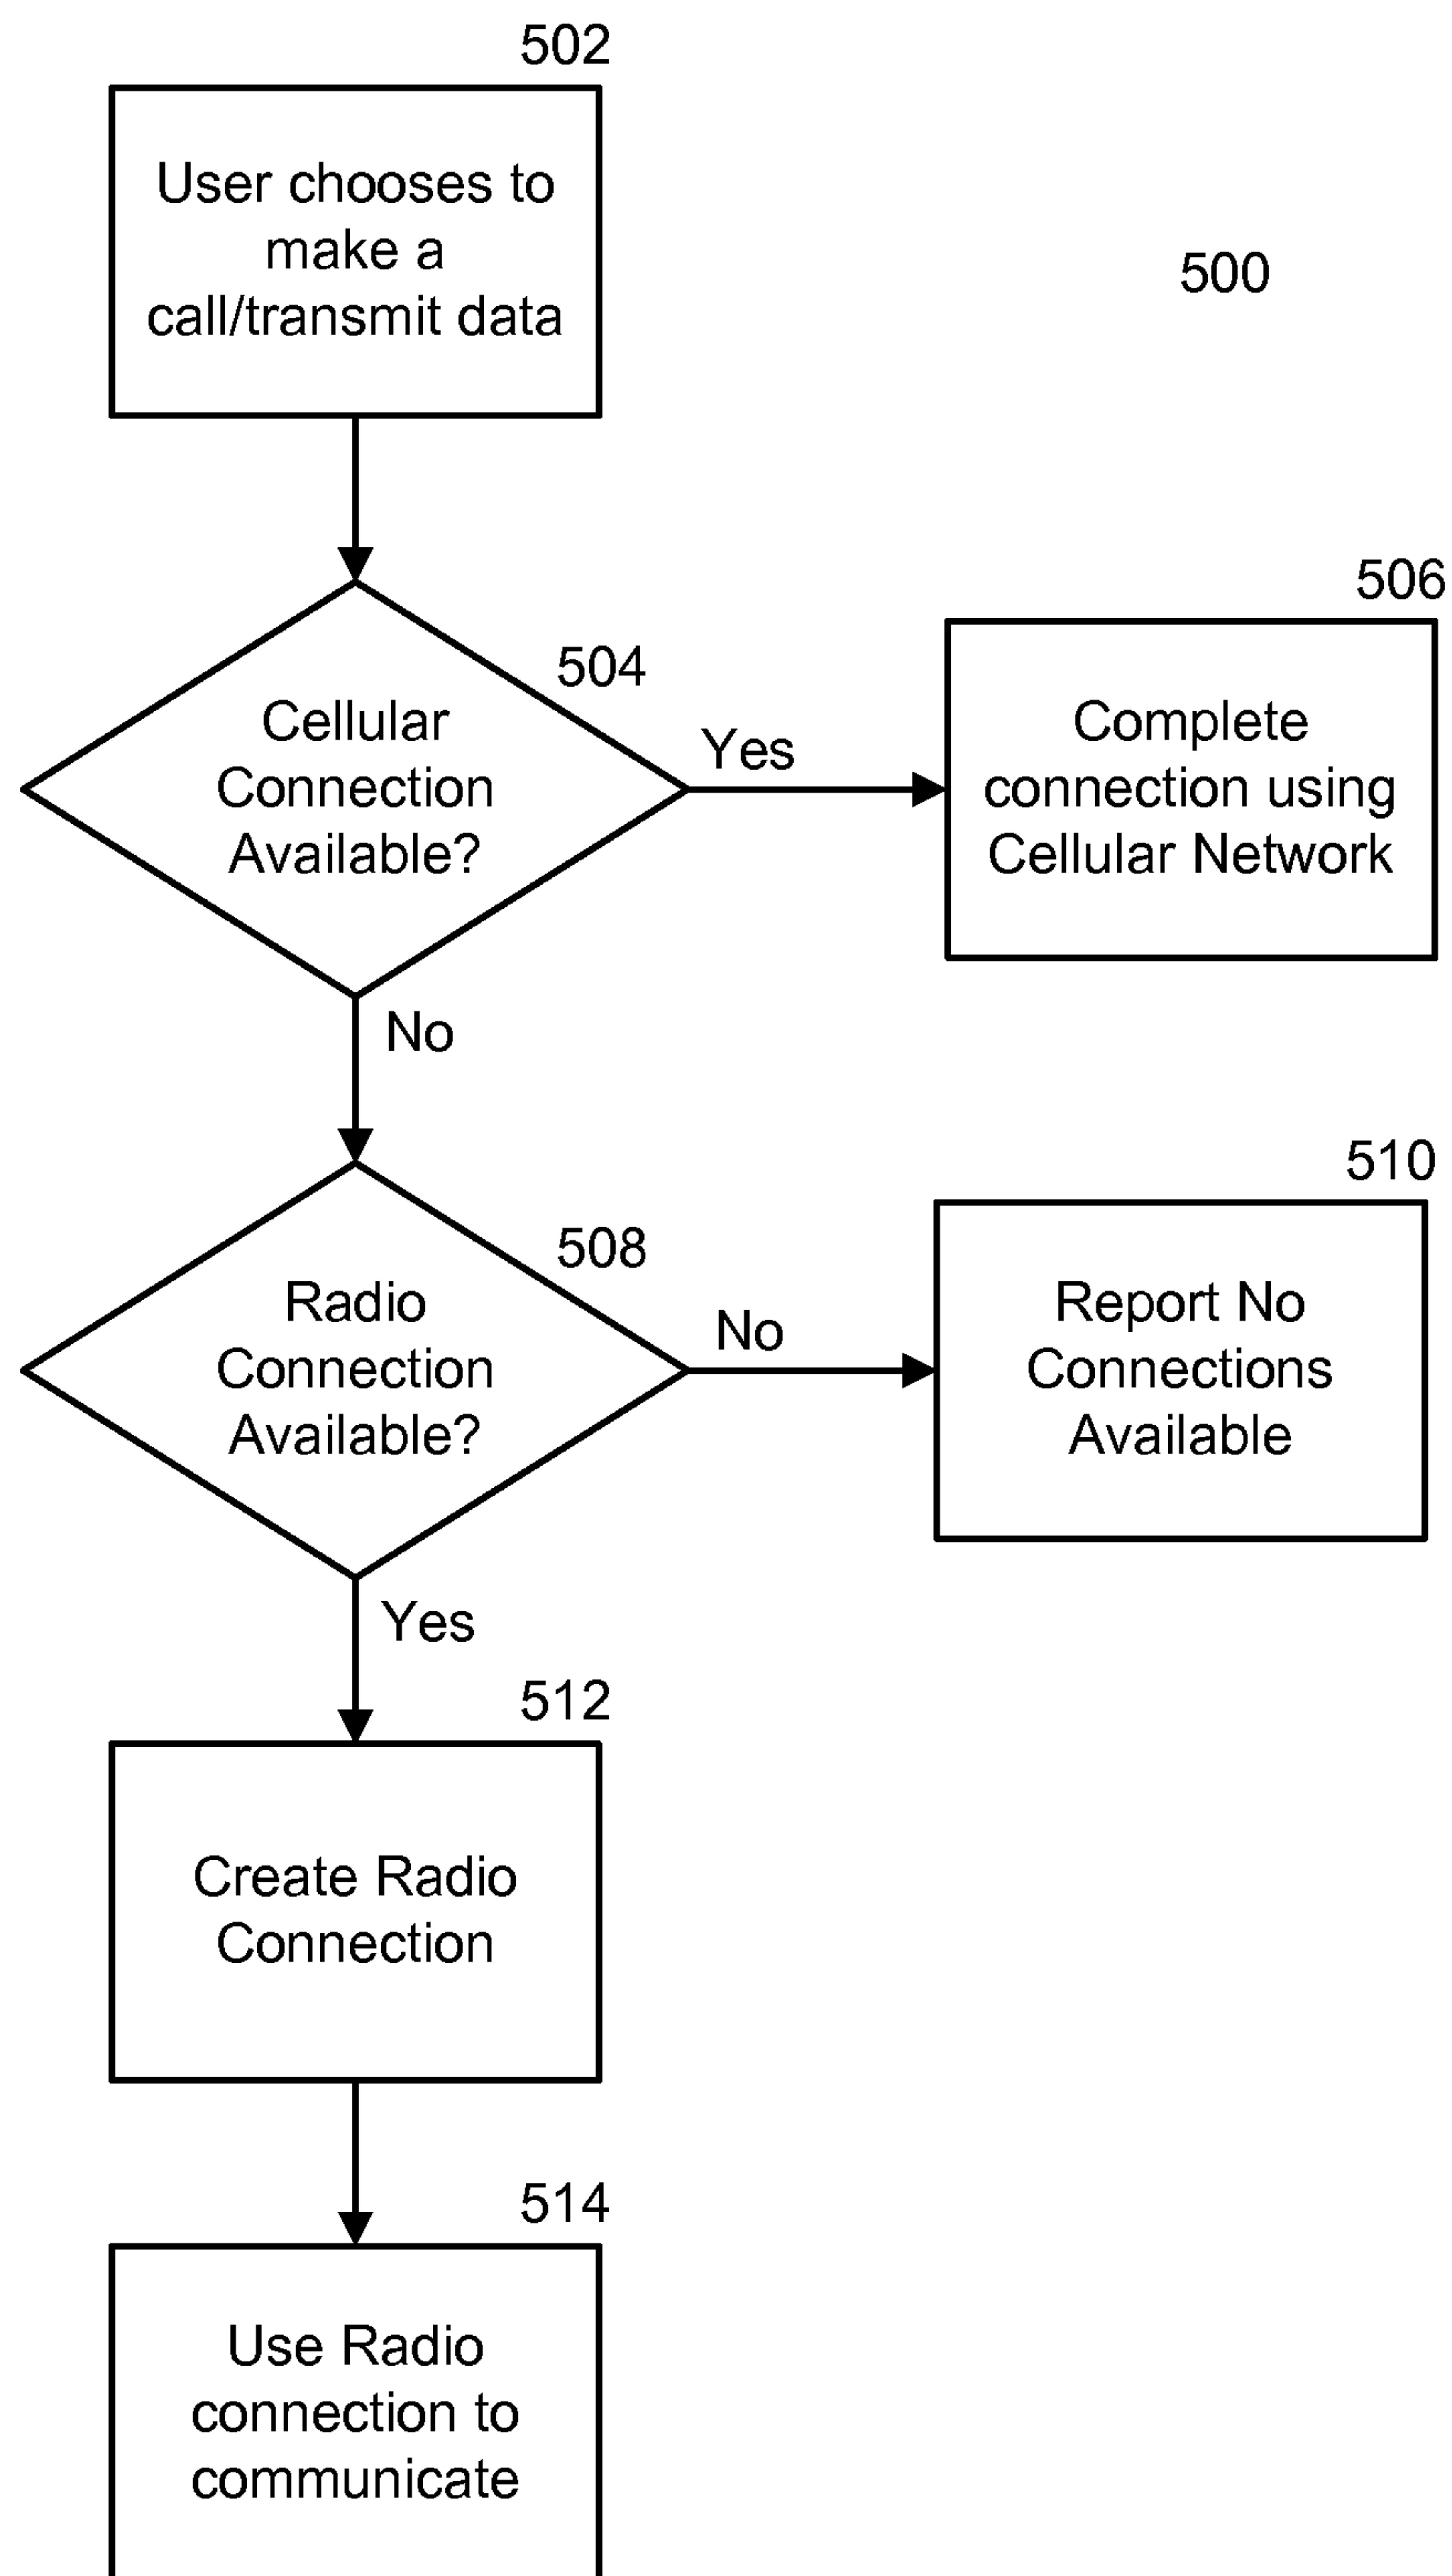 502
User chooses to
make a
call/transmit data
500
504
Cellular
Connection
Available?
Yes
506
Complete
connection using
Cellular Network
No
508
Radio
Connection
Available?
No
510
Report No
Connections
Available
Yes
512
Create Radio
Connection
514
Use Radio
connection to
communicate